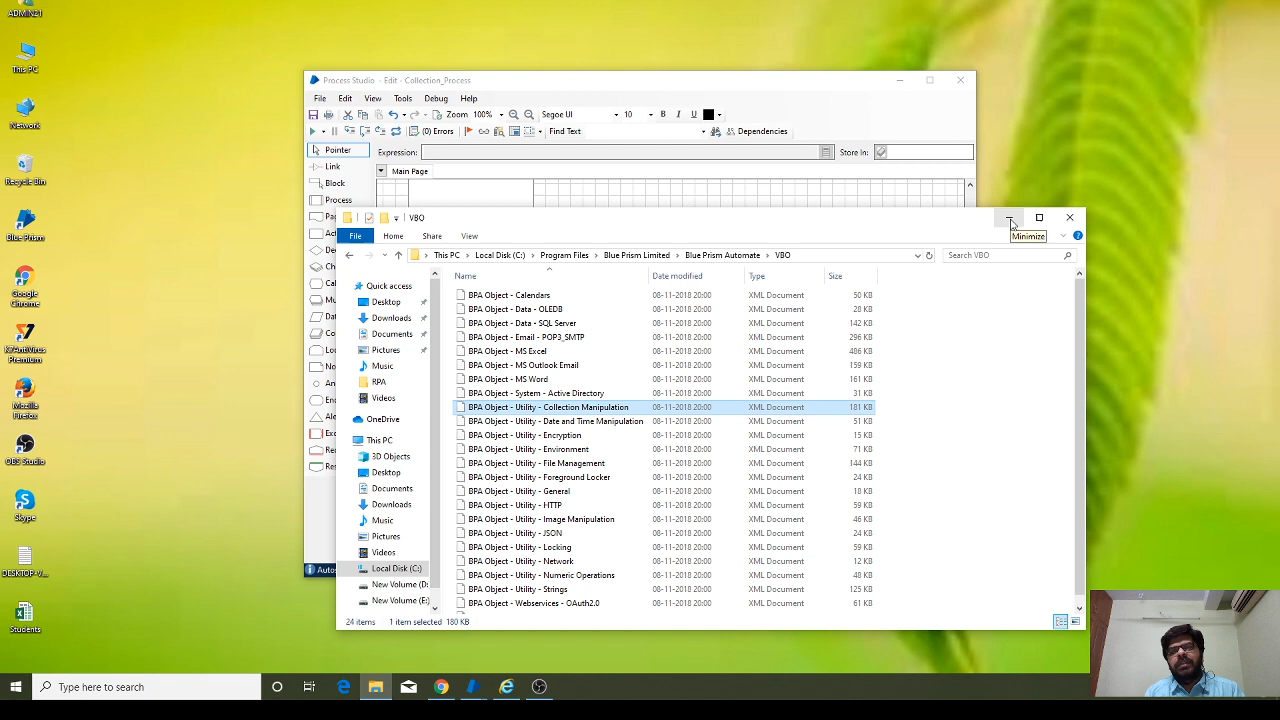 ADMIN21
This PC
Network
Recycle Bin
Blue Prism
Google Chrome
K7AntiVirus Premium
Mozilla Firefox
OBS Studio
Skype
DESKTOP-V...
Students
Process Studio - Edit - Collection_Process
File Edit View Tools Debug Help
Zoom 100% Segoe UI 10 B I U
(0) Errors Find Text Dependencies
Pointer Expression: Store In:
Link Main Page
Block
Process
VBO
Minimize
File Home Share View
This PC > Local Disk (C:) > Program Files > Blue Prism Limited > Blue Prism Automate > VBO Search VBO
Name Date modified Type Size
Quick access
Desktop
Downloads
Documents
Pictures
Music
RPA
Videos
OneDrive
This PC
3D Objects
Desktop
Documents
Downloads
Music
Pictures
Videos
Local Disk (C:)
New Volume (D:
New Volume (E:)
BPA Object - Calendars 08-11-2018 20:00 XML Document 50 KB
BPA Object - Data - OLEDB 08-11-2018 20:00 XML Document 28 KB
BPA Object - Data - SQL Server 08-11-2018 20:00 XML Document 142 KB
BPA Object - Email - POP3_SMTP 08-11-2018 20:00 XML Document 296 KB
BPA Object - MS Excel 08-11-2018 20:00 XML Document 486 KB
BPA Object - MS Outlook Email 08-11-2018 20:00 XML Document 159 KB
BPA Object - MS Word 08-11-2018 20:00 XML Document 161 KB
BPA Object - System - Active Directory 08-11-2018 20:00 XML Document 31 KB
BPA Object - Utility - Collection Manipulation 08-11-2018 20:00 XML Document 181 KB
BPA Object - Utility - Date and Time Manipulation 08-11-2018 20:00 XML Document 51 KB
BPA Object - Utility - Encryption 08-11-2018 20:00 XML Document 15 KB
BPA Object - Utility - Environment 08-11-2018 20:00 XML Document 71 KB
BPA Object - Utility - File Management 08-11-2018 20:00 XML Document 144 KB
BPA Object - Utility - Foreground Locker 08-11-2018 20:00 XML Document 24 KB
BPA Object - Utility - General 08-11-2018 20:00 XML Document 18 KB
BPA Object - Utility - HTTP 08-11-2018 20:00 XML Document 59 KB
BPA Object - Utility - Image Manipulation 08-11-2018 20:00 XML Document 46 KB
BPA Object - Utility - JSON 08-11-2018 20:00 XML Document 24 KB
BPA Object - Utility - Locking 08-11-2018 20:00 XML Document 59 KB
BPA Object - Utility - Network 08-11-2018 20:00 XML Document 12 KB
BPA Object - Utility - Numeric Operations 08-11-2018 20:00 XML Document 48 KB
BPA Object - Utility - Strings 08-11-2018 20:00 XML Document 125 KB
BPA Object - Webservices - OAuth2.0 08-11-2018 20:00 XML Document 61 KB
24 items 1 item selected 180 KB
Type here to search